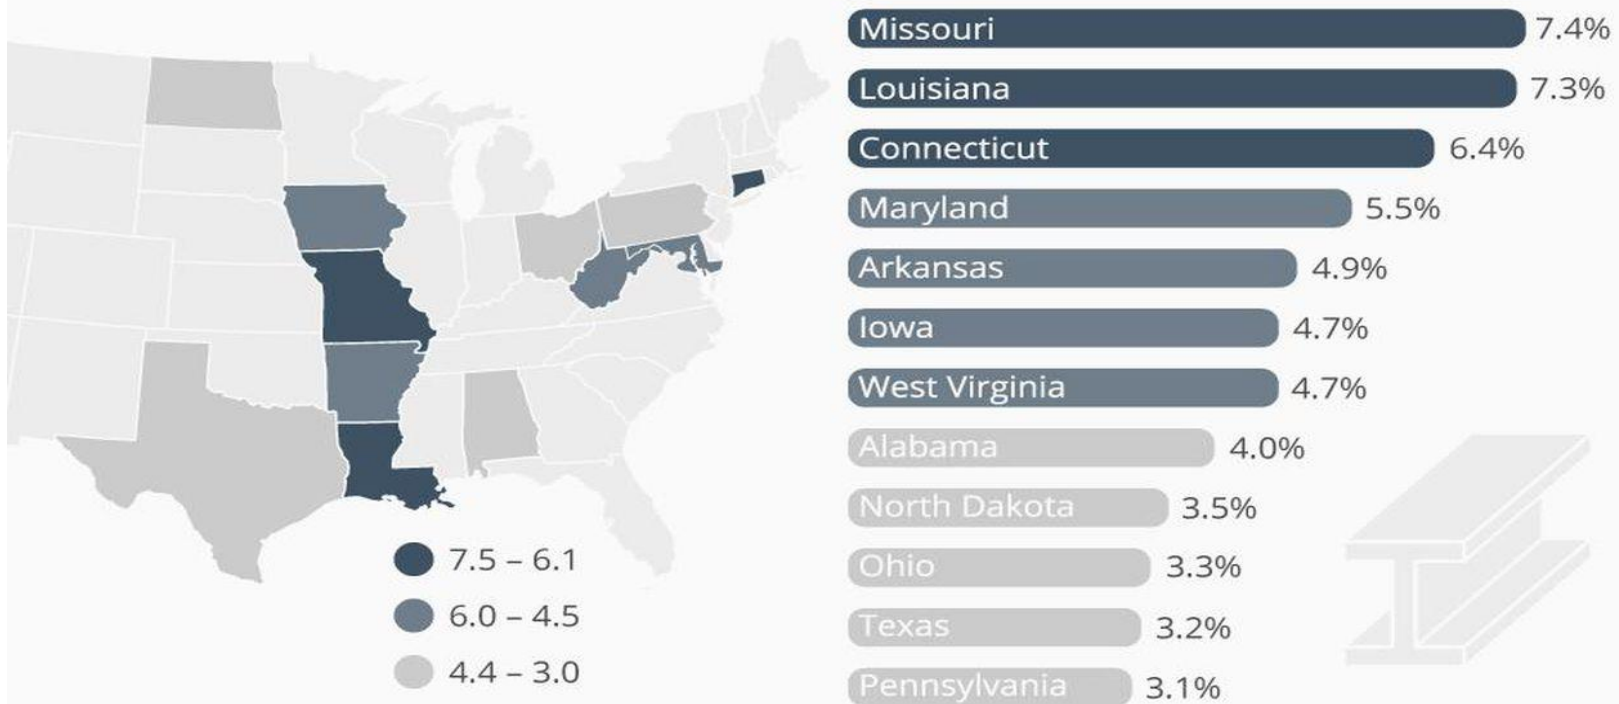 Missouri 7.4%
Louisiana 7.3%
Connecticut 6.4%
Maryland 5.5%
Arkansas 4.9%
Iowa 4.7%
West Virginia 4.7%
Alabama 4.0%
North Dakota 3.5%
Ohio 3.3%
Texas 3.2%
Pennsylvania 3.1%
7.5 – 6.1
6.0 – 4.5
4.4 – 3.0